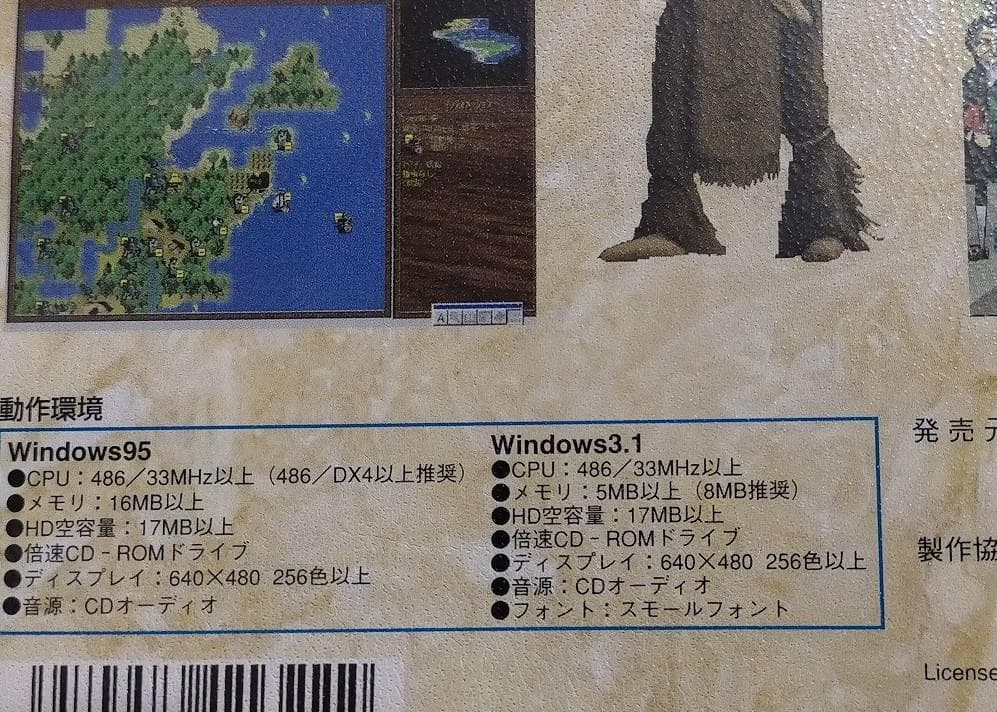 動作環境
Windows95
●CPU：486／33MHz以上（486／DX4以上推奨）
●メモリ：16MB以上
●HD空容量：17MB以上
●倍速CD－ROMドライブ
●ディスプレイ：640×480 256色以上
●音源：CDオーディオ
Windows3.1
●CPU：486／33MHz以上
●メモリ：5MB以上（8MB推奨）
●HD空容量：17MB以上
●倍速CD－ROMドライブ
●ディスプレイ：640×480 256色以上
●音源：CDオーディオ
●フォント：スモールフォント
発売元
製作協
License